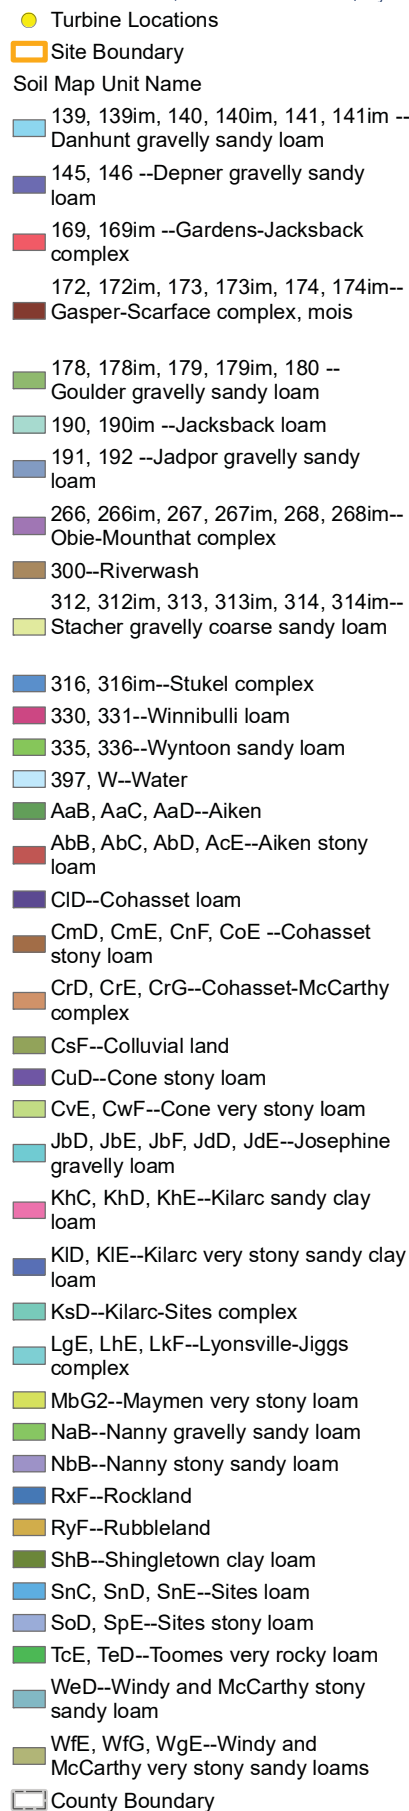 Turbine Locations
Site Boundary
Soil Map Unit Name
139, 139im, 140, 140im, 141, 141im --
Danhunt gravelly sandy loam
145, 146 --Depner gravelly sandy
loam
169, 169im --Gardens-Jacksback
complex
172, 172im, 173, 173im, 174, 174im--
Gasper-Scarface complex, mois
178, 178im, 179, 179im, 180 --
Goulder gravelly sandy loam
190, 190im --Jacksback loam
191, 192 --Jadpor gravelly sandy
loam
266, 266im, 267, 267im, 268, 268im--
Obie-Mounthat complex
300--Riverwash
312, 312im, 313, 313im, 314, 314im--
Stacher gravelly coarse sandy loam
316, 316im--Stukel complex
330, 331--Winnibulli loam
335, 336--Wyntoon sandy loam
397, W--Water
AaB, AaC, AaD--Aiken
AbB, AbC, AbD, AcE--Aiken stony
loam
ClD--Cohasset loam
CmD, CmE, CnF, CoE --Cohasset
stony loam
CrD, CrE, CrG--Cohasset-McCarthy
complex
CsF--Colluvial land
CuD--Cone stony loam
CvE, CwF--Cone very stony loam
JbD, JbE, JbF, JdD, JdE--Josephine
gravelly loam
KhC, KhD, KhE--Kilarc sandy clay
loam
KlD, KlE--Kilarc very stony sandy clay
loam
KsD--Kilarc-Sites complex
LgE, LhE, LkF--Lyonsville-Jiggs
complex
MbG2--Maymen very stony loam
NaB--Nanny gravelly sandy loam
NbB--Nanny stony sandy loam
RxF--Rockland
RyF--Rubbleland
ShB--Shingletown clay loam
SnC, SnD, SnE--Sites loam
SoD, SpE--Sites stony loam
TcE, TeD--Toomes very rocky loam
WeD--Windy and McCarthy stony
sandy loam
WfE, WfG, WgE--Windy and
McCarthy very stony sandy loams
County Boundary